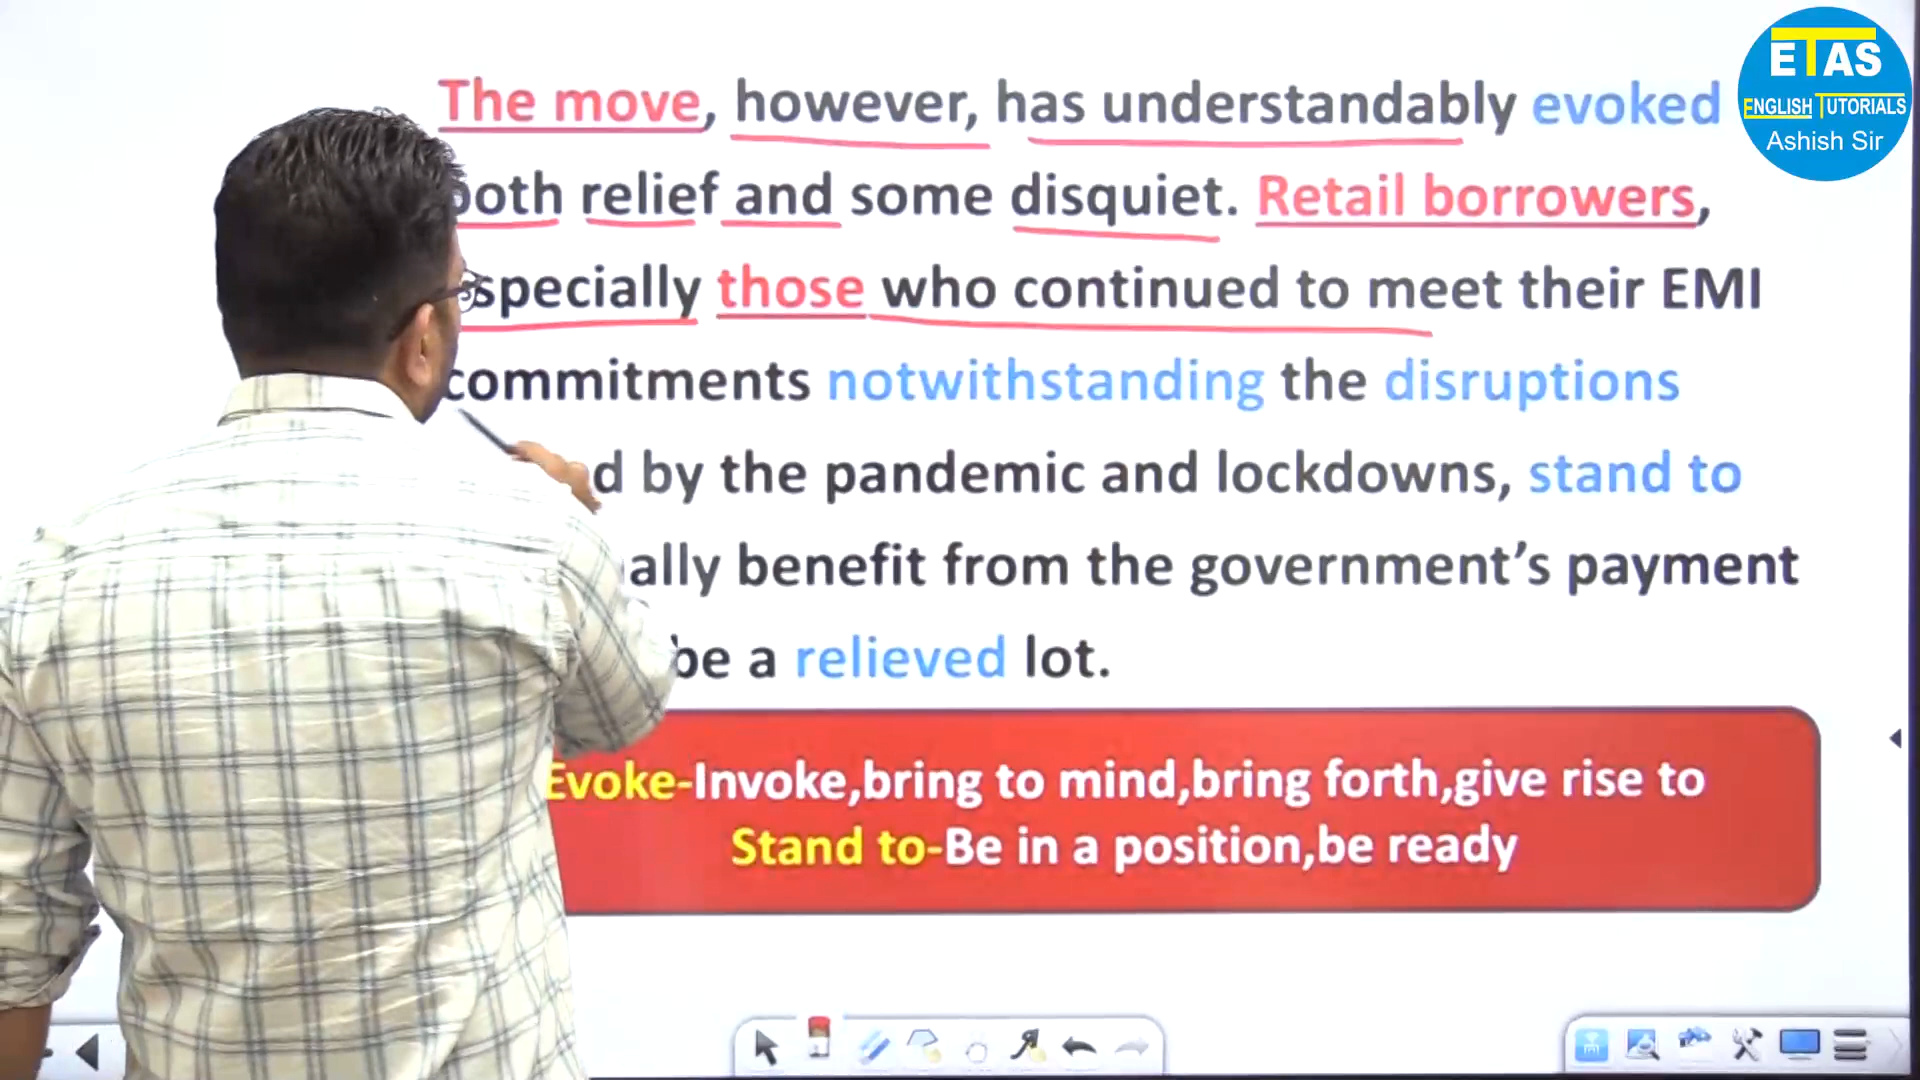 The move, however, has understandably evoked
both relief and some disquiet. Retail borrowers,
especially those who continued to meet their EMI
commitments notwithstanding the disruptions
by the pandemic and lockdowns, stand to
benefit from the government's payment
be a relieved lot.
Evoke-Invoke,bring to mind,bring forth,give rise to
Stand to-Be in a position,be ready
ETAS
ENGLISH TUTORIALS
Ashish Sir